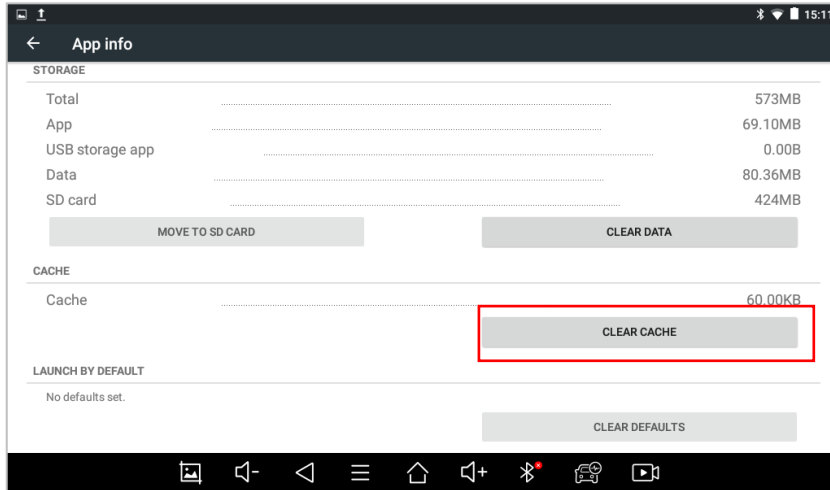 15:11
App info
STORAGE
Total 573MB
App 69.10MB
USB storage app 0.00B
Data 80.36MB
SD card 424MB
MOVE TO SD CARD CLEAR DATA
CACHE
Cache 60.00KB
CLEAR CACHE
LAUNCH BY DEFAULT
No defaults set.
CLEAR DEFAULTS